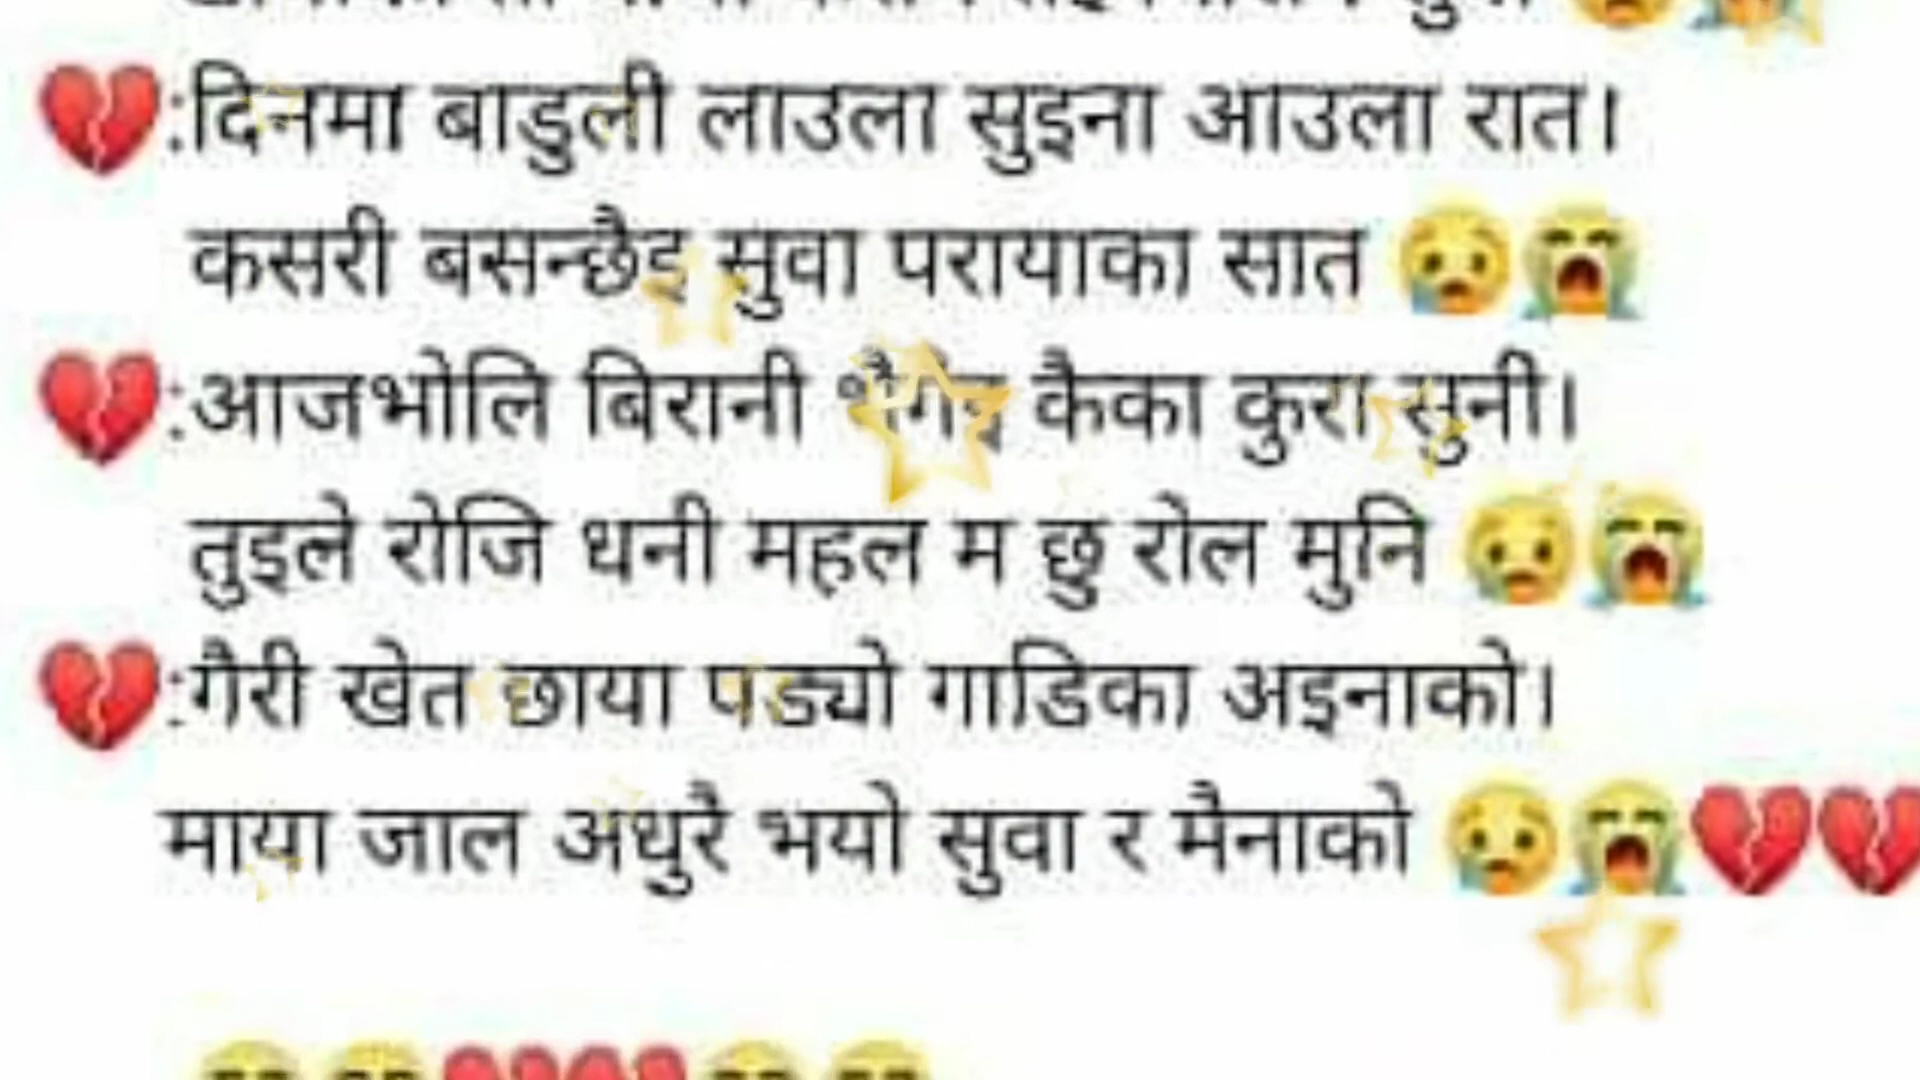 💔:दिनमा बाडुली लाउला सुइना आउला रात।
कसरी बसन्छैइ सुवा परायाका सात 😢😭
💔:आजभोलि बिरानी कैका कुरा सुनी।
तुइले रोजि धनी महल म छु रोल मुनि 😢😭
💔:गैरी खेत छाया पड्यो गाडिका अइनाको।
माया जाल अधुरै भयो सुवा र मैनाको 😢😭💔💔